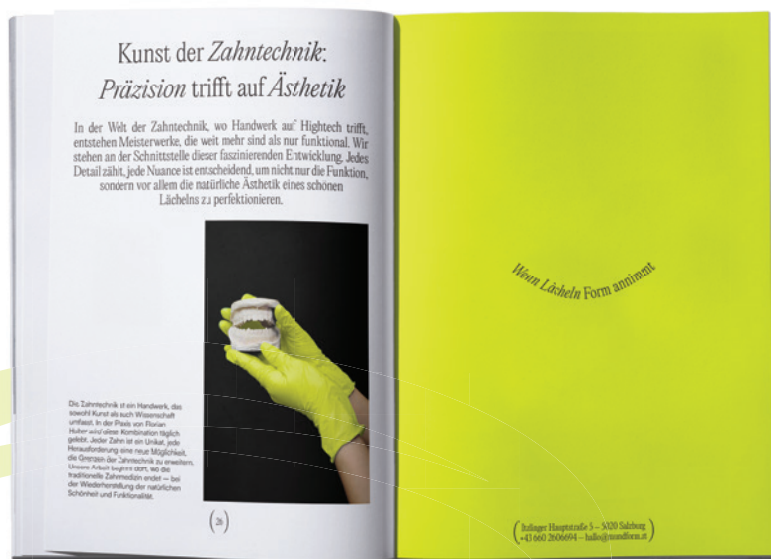 Kunst der Zahntechnik:
Präzision trifft auf Ästhetik
In der Welt der Zahntechnik, wo Handwerk auf Hightech trifft,
entstehen Meisterwerke, die weit mehr sind als nur funktional. Wir
stehen an der Schnittstelle dieser faszinierenden Entwicklung. Jedes
Detail zählt, jede Nuance ist entscheidend, um nicht nur die Funktion,
sondern vor allem die natürliche Ästhetik eines schönen
Lächelns zu perfektionieren.
Die Zahntechnik ist ein Handwerk, das
sowohl Kunst als auch Wissenschaft
umfasst. In der Praxis von Florian
Huber wird diese Kombination täglich
gelebt. Jeder Zahn ist ein Unikat, jede
Herausforderung eine neue Möglichkeit,
die Grenzen der Zahntechnik zu erweitern.
Unsere Arbeit beginnt dort, wo die
traditionelle Zahnmedizin endet — bei
der Wiederherstellung der natürlichen
Schönheit und Funktionalität.
(26)
Wenn Lächeln Form annimmt
Itzlinger Hauptstraße 5 – 5020 Salzburg
+43 660 2606694 – hallo@mondform.at